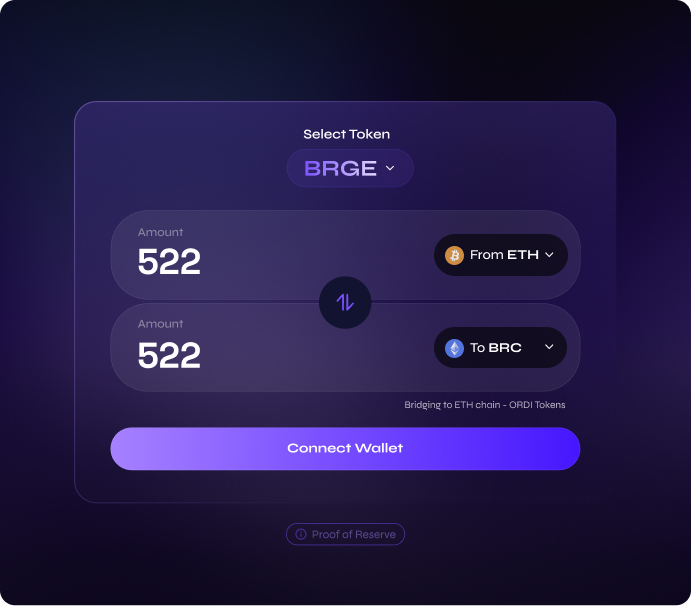 Select Token
BRGE
Amount
522
From ETH
Amount
522
To BRC
Bridging to ETH chain - ORDI Tokens
Connect Wallet
Proof of Reserve